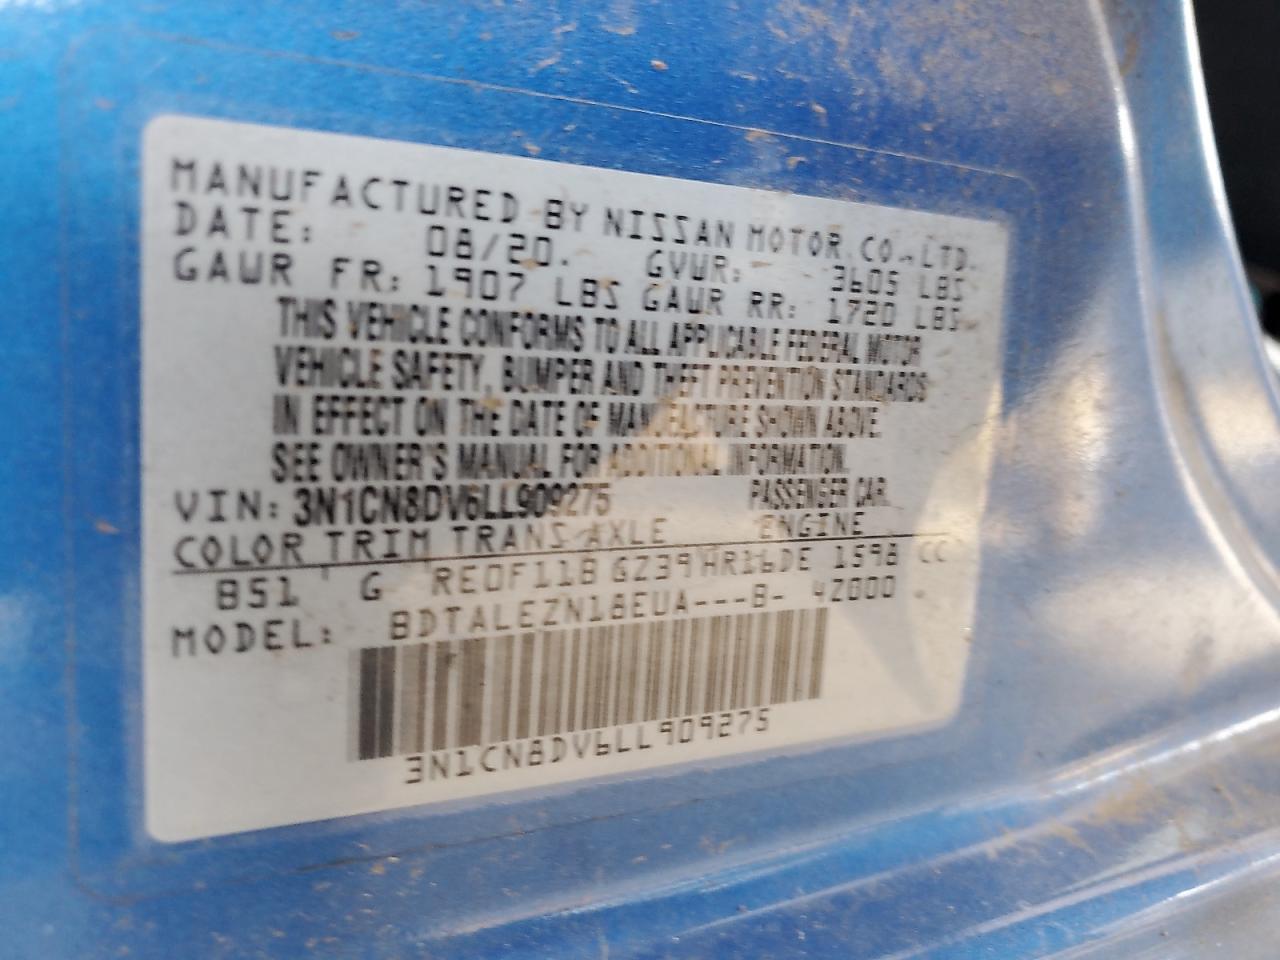 MANUFACTURED BY NISSAN MOTOR CO., LTD.
DATE: 08/20. GVWR: 3605 LBS
GAWR FR: 1907 LBS GAWR RR: 1720 LBS
THIS VEHICLE CONFORMS TO ALL APPLICABLE FEDERAL MOTOR
VEHICLE SAFETY, BUMPER AND THEFT PREVENTION STANDARDS
IN EFFECT ON THE DATE OF MANUFACTURE SHOWN ABOVE.
SEE OWNER'S MANUAL FOR ADDITIONAL INFORMATION.
VIN: 3N1CN8DV6LL909275 PASSENGER CAR.
COLOR TRIM TRANS AXLE ENGINE
B51 G RE0F11B GZ39 HR16DE 1598 CC
MODEL: BDTALEZN18EUA---B- 42000
3N1CN8DV6LL909275